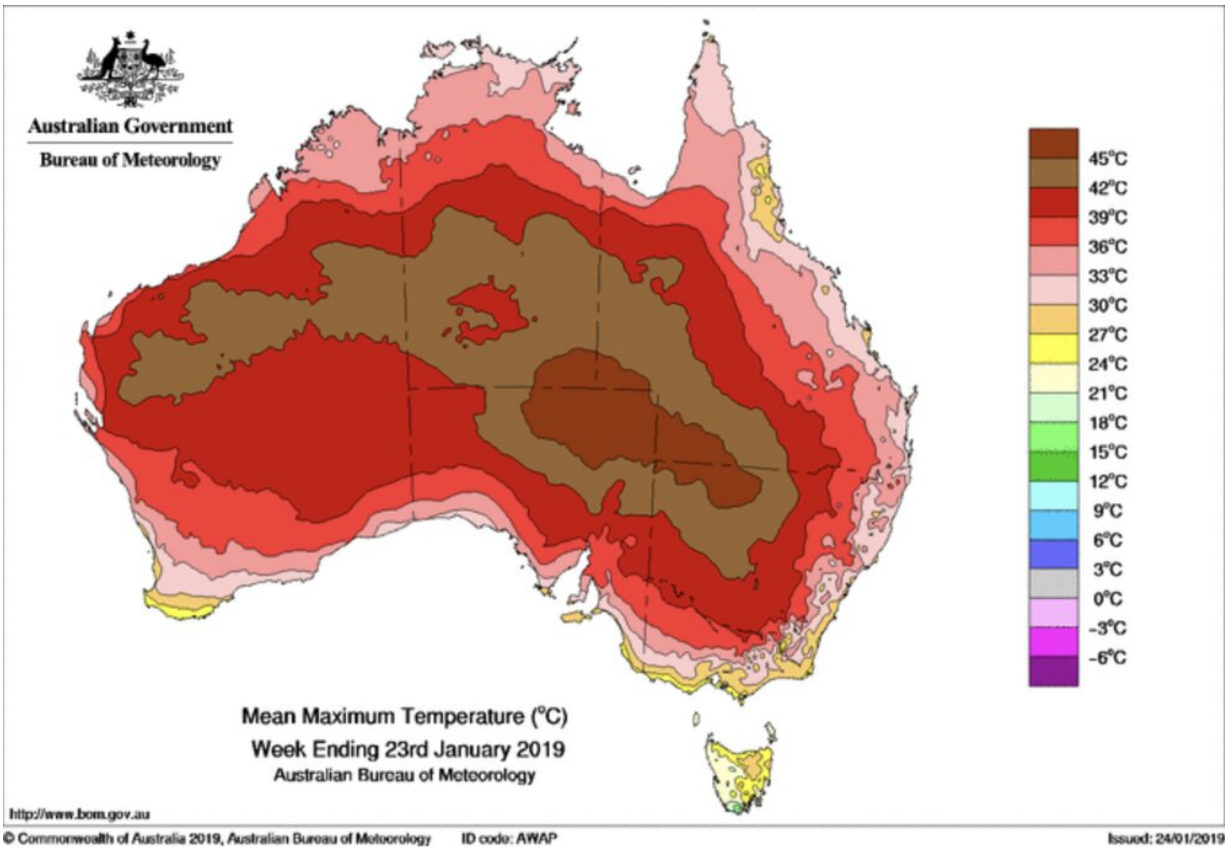 Australian Government
Bureau of Meteorology
45°C
42°C
39°C
36°C
33°C
30°C
27°C
24°C
21°C
18°C
15°C
12°C
9°C
6°C
3°C
0°C
-3°C
-6°C
Mean Maximum Temperature (°C)
Week Ending 23rd January 2019
Australian Bureau of Meteorology
http://www.bom.gov.au
© Commonwealth of Australia 2019, Australian Bureau of Meteorology ID code: AWAP Issued: 24/01/2019